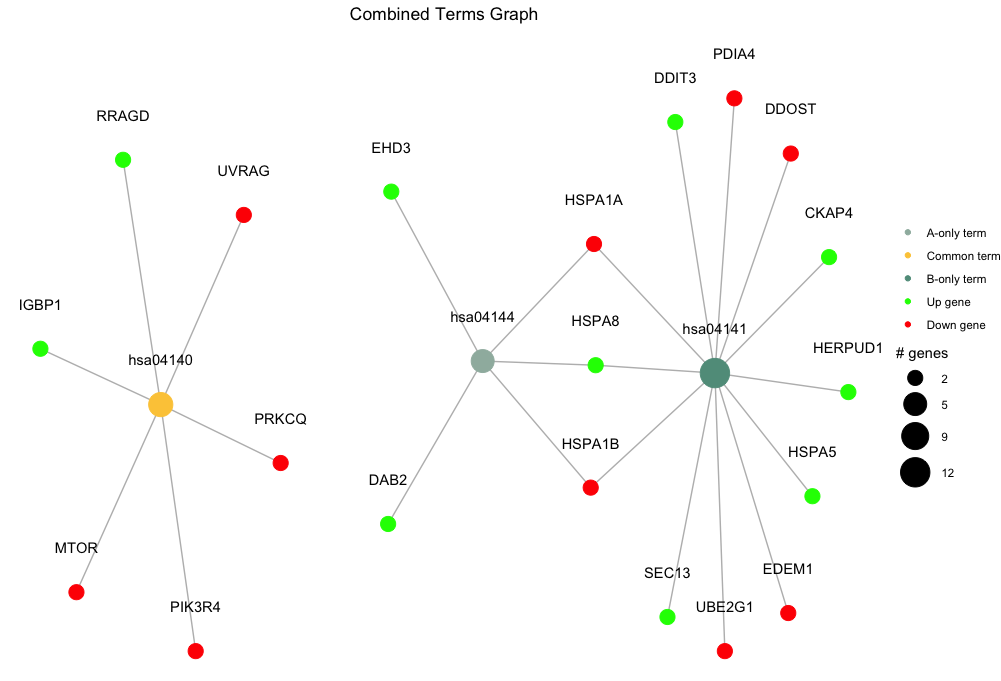 Combined Terms Graph
PDIA4
DDIT3
DDOST
RRAGD
EHD3
UVRAG
HSPA1A
CKAP4
A-only term
Common term
B-only term
Up gene
Down gene
IGBP1
hsa04144
HSPA8
hsa04141
HERPUD1
# genes
2
5
9
12
hsa04140
PRKCQ
HSPA1B
HSPA5
DAB2
MTOR
SEC13
EDEM1
PIK3R4
UBE2G1